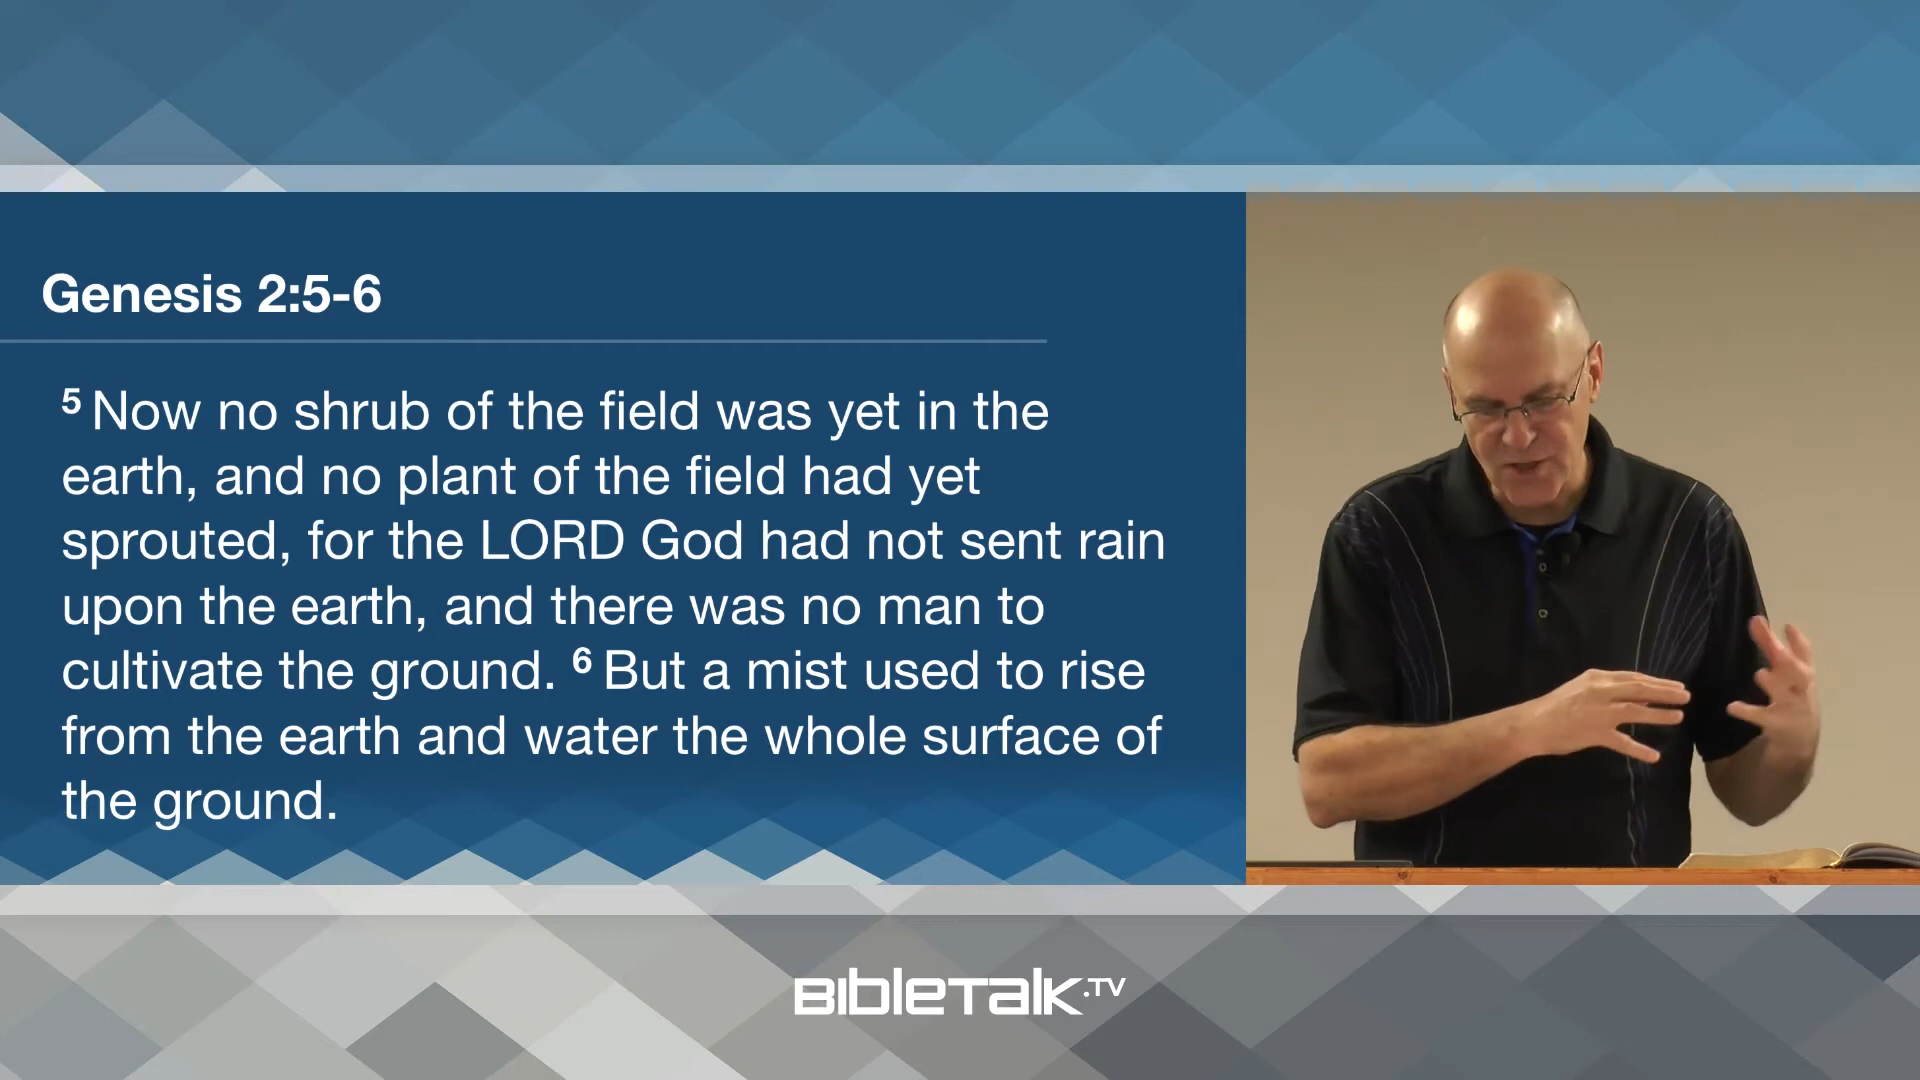 Genesis 2:5-6
5 Now no shrub of the field was yet in the
earth, and no plant of the field had yet
sprouted, for the LORD God had not sent rain
upon the earth, and there was no man to
cultivate the ground. 6 But a mist used to rise
from the earth and water the whole surface of
the ground.
BibleTalk.TV